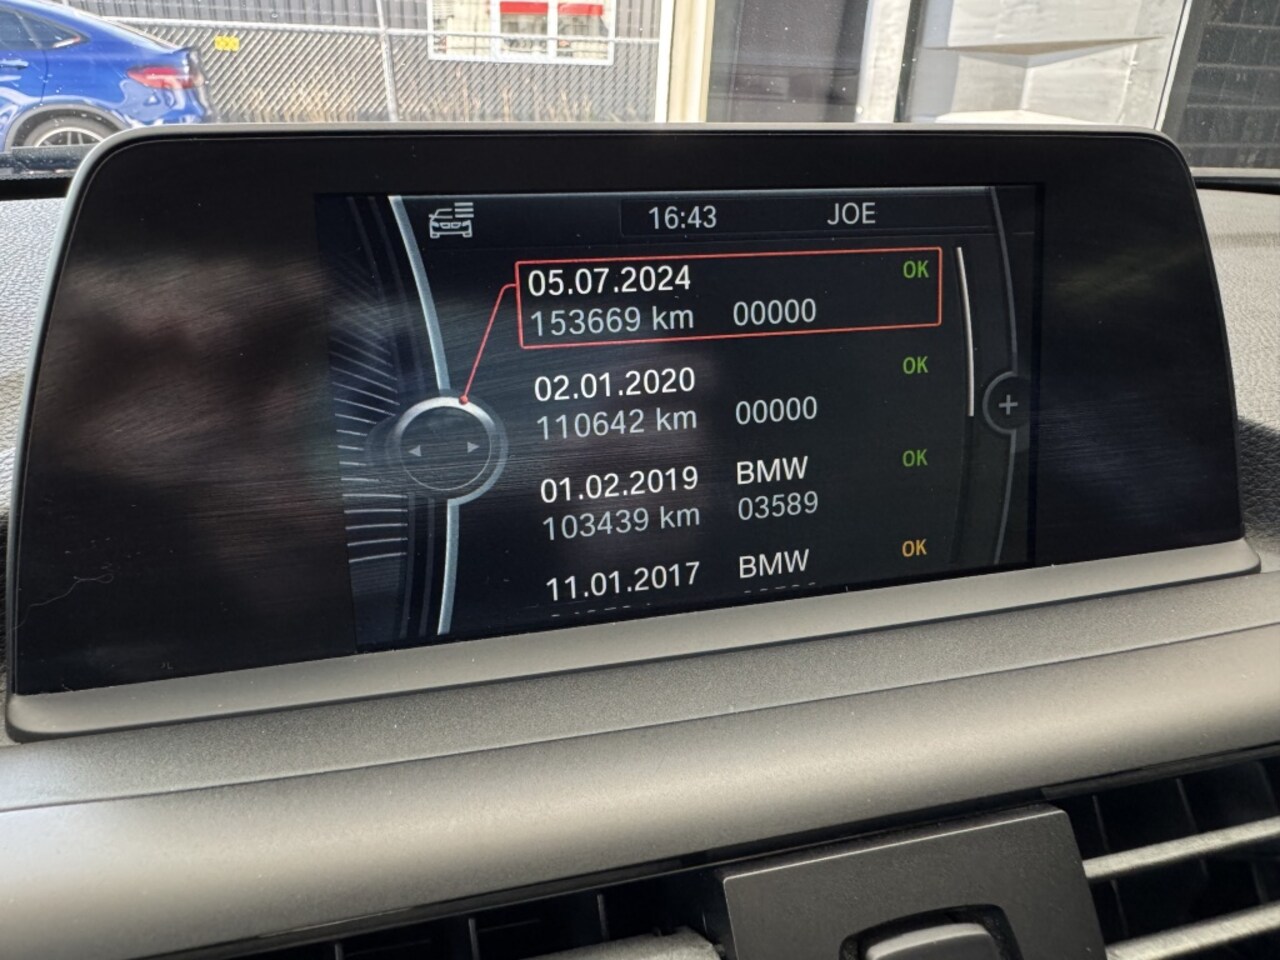 16:43 JOE
05.07.2024 OK
153669 km 00000
02.01.2020 OK
110642 km 00000
01.02.2019 BMW OK
103439 km 03589
11.01.2017 BMW OK